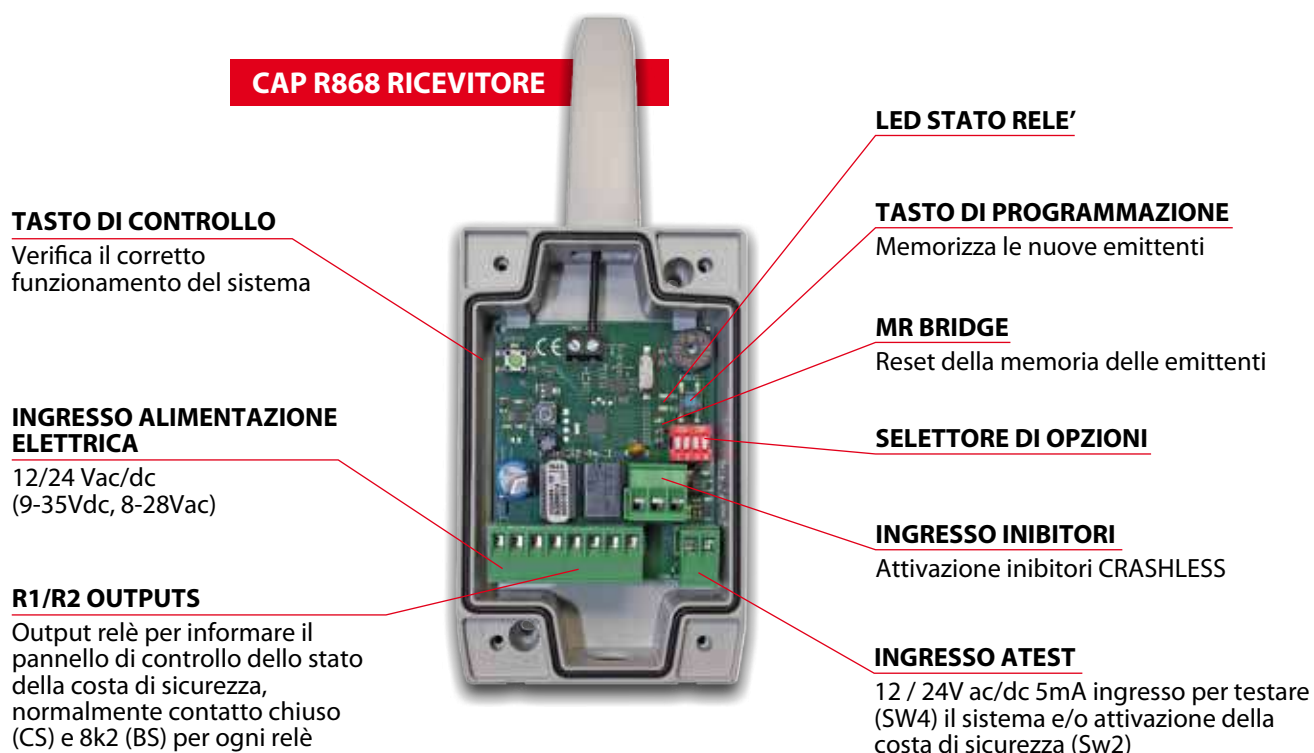 CAP R868 RICEVITORE
TASTO DI CONTROLLO
Verifica il corretto
funzionamento del sistema
INGRESSO ALIMENTAZIONE
ELETTRICA
12/24 Vac/dc
(9-35Vdc, 8-28Vac)
R1/R2 OUTPUTS
Output relè per informare il
pannello di controllo dello stato
della costa di sicurezza,
normalmente contatto chiuso
(CS) e 8k2 (BS) per ogni relè
LED STATO RELE’
TASTO DI PROGRAMMAZIONE
Memorizza le nuove emittenti
MR BRIDGE
Reset della memoria delle emittenti
SELETTORE DI OPZIONI
INGRESSO INIBITORI
Attivazione inibitori CRASHLESS
INGRESSO ATEST
12 / 24V ac/dc 5mA ingresso per testare
(SW4) il sistema e/o attivazione della
costa di sicurezza (Sw2)
CE